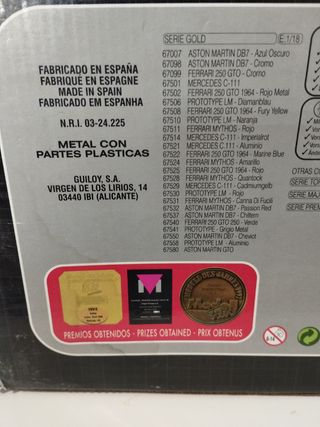 SERIE GOLD
E.1/18
67007 ASTON MARTIN DB7 - Azul Oscuro
67098 ASTON MARTIN DB7 - Cromo
67099 FERRARI 250 GTO - Cromo
67501 MERCEDES C-111
67502 FERRARI 250 GTO 1964 - Rojo Metal
67506 PROTOTYPE LM - Diamanblau
67508 FERRARI 250 GTO 1964 - Fury Yellow
67510 PROTOTYPE LM - Naranja
67511 FERRARI MYTHOS - Rojo
67514 MERCEDES C-111 - Imperialrot
67521 MERCEDES C-111 - Aluminio
67522 FERRARI 250 GTO 1964 - Marine Blue
67524 FERRARI MYTHOS - Amarillo
67525 FERRARI 250 GTO - Rojo
67528 FERRARI MYTHOS - Quantock
67529 MERCEDES C-111 - Cadmiumgelb
67530 PROTOTYPE LM - Rojo
67531 FERRARI MYTHOS - Canna Di Fucili
67532 ASTON MARTIN DB7 - Passion Red
67537 ASTON MARTIN DB7 - Chiltern
67540 FERRARI 250 GTO 250 - Verde
67541 PROTOTYPE LM - Grigio Metal
67550 ASTON MARTIN DB7 - Cheviot
67558 PROTOTYPE LM - Aluminio
67580 MARTIN GTO
FABRICADO EN ESPAÑA
FABRIQUE EN ESPAGNE
MADE IN SPAIN
FABRICADO EM ESPANHA
N.R.I. 03-24.225
METAL CON
PARTES PLASTICAS
GUILOY, S.A.
VIRGEN DE LOS LIRIOS, 14
03440 IBI (ALICANTE)
OTRAS
SERIE
SERIE
SERIE
PREMIOS OBTENIDOS - PRIZES OBTAINED - PRIX OBTENUS